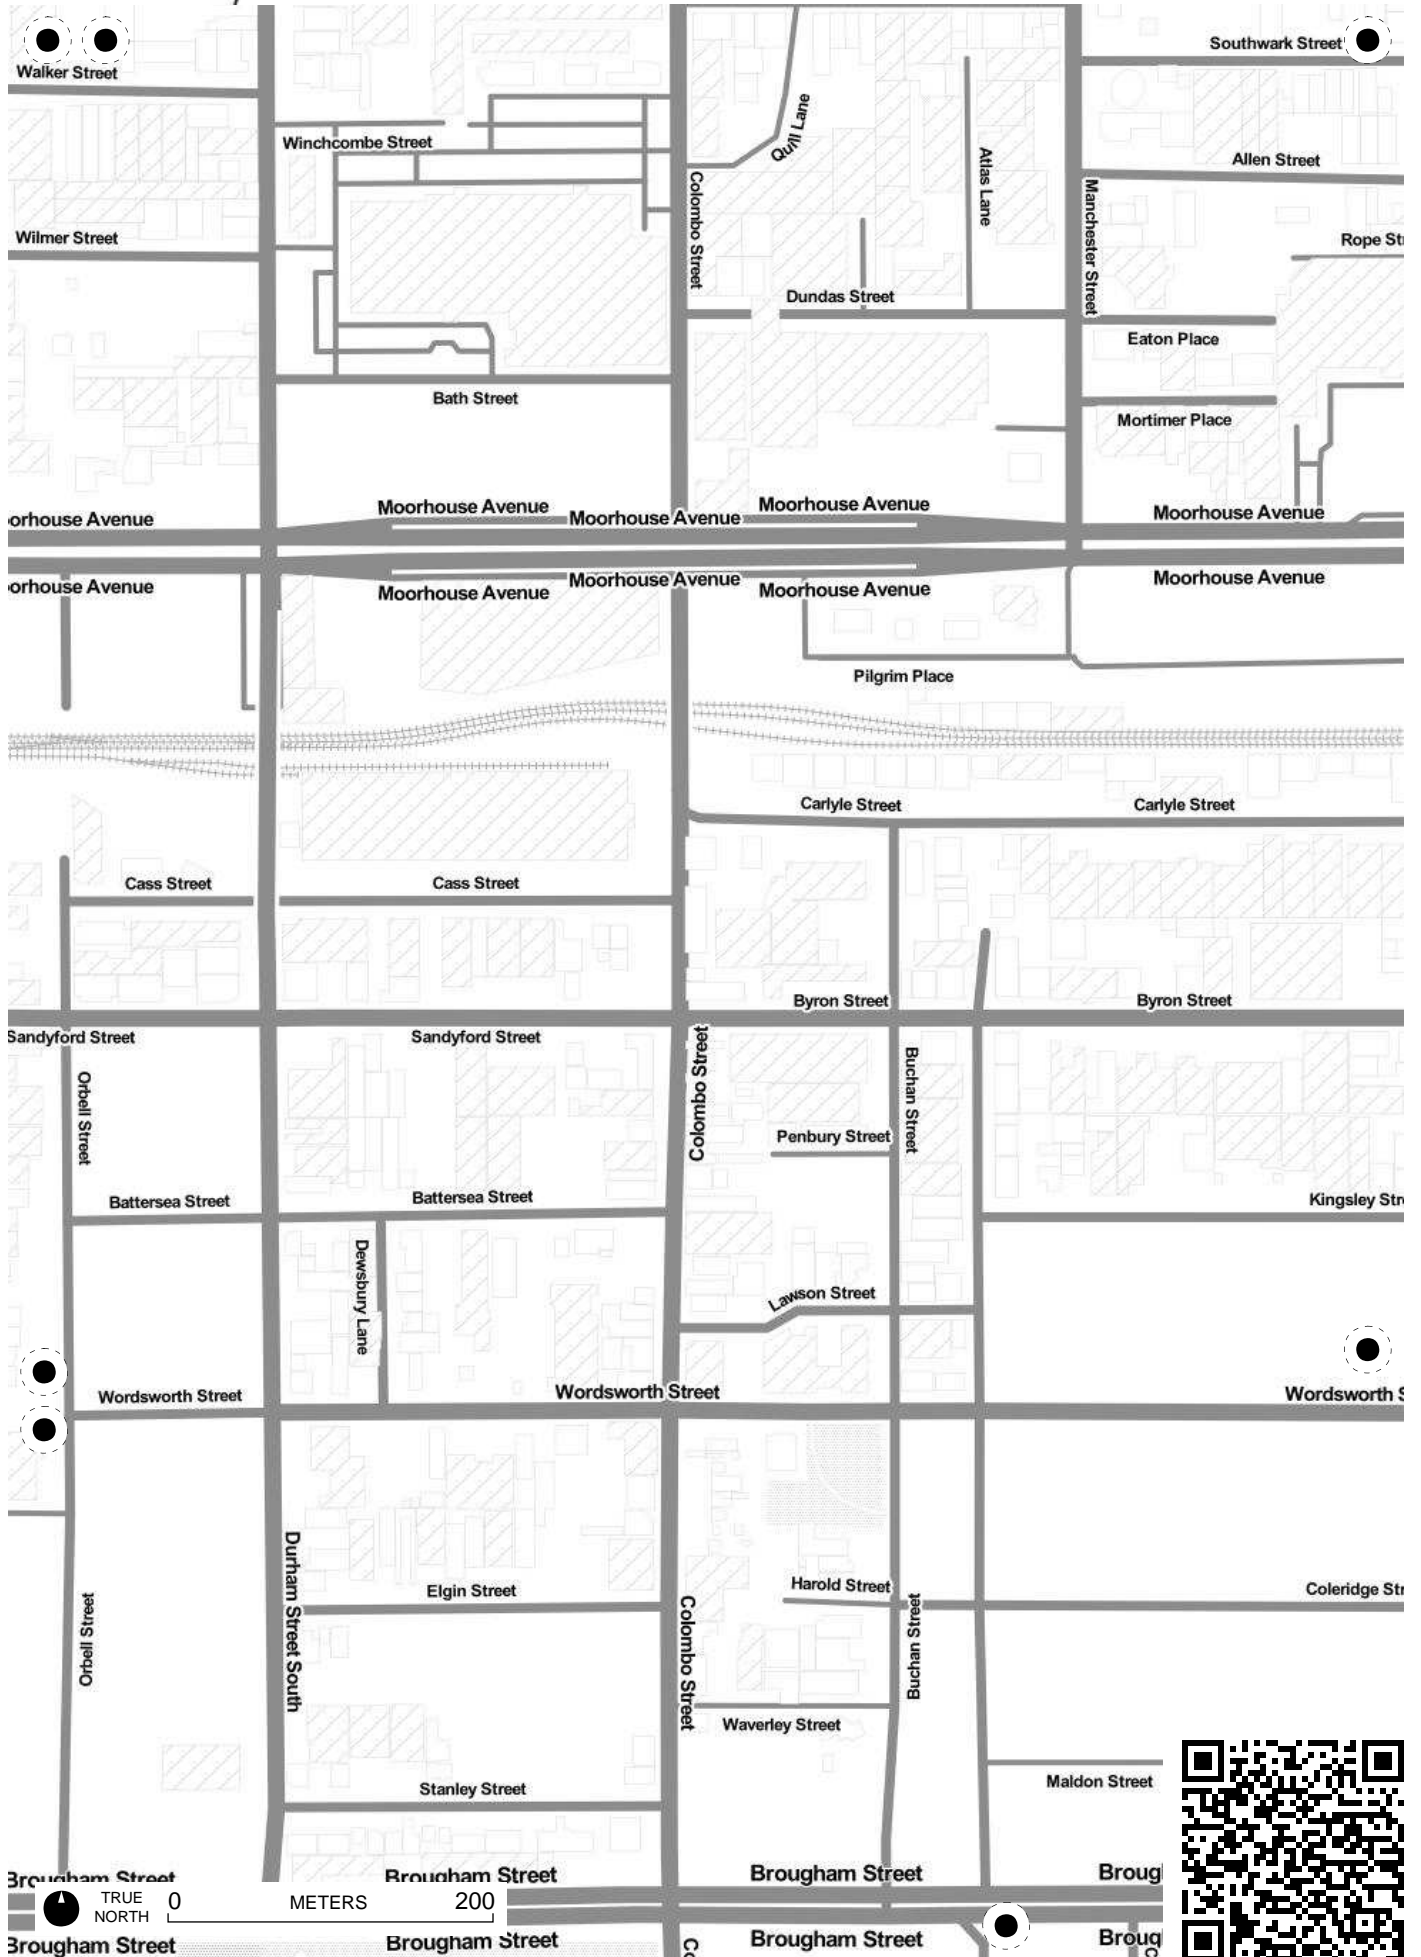 Southwark Street
Walker Street
Winchcombe Street
Quill Lane
Atlas Lane
Allen Street
Colombo Street
Manchester Street
Wilmer Street
Rope Str
Dundas Street
Eaton Place
Bath Street
Mortimer Place
oorhouse Avenue
Moorhouse Avenue
Moorhouse Avenue
Moorhouse Avenue
Moorhouse Avenue
oorhouse Avenue
Moorhouse Avenue
Moorhouse Avenue
Moorhouse Avenue
Moorhouse Avenue
Pilgrim Place
Carlyle Street
Carlyle Street
Cass Street
Cass Street
Byron Street
Byron Street
Sandyford Street
Sandyford Street
Orbell Street
Colombo Street
Buchan Street
Penbury Street
Battersea Street
Battersea Street
Kingsley Stre
Dewsbury Lane
Lawson Street
Wordsworth Street
Wordsworth Street
Wordsworth S
Durham Street South
Elgin Street
Harold Street
Coleridge Str
Orbell Street
Colombo Street
Buchan Street
Waverley Street
Stanley Street
Maldon Street
Brougham Street
Brougham Street
Brougham Street
Broug
TRUE
NORTH
0 METERS 200
Brougham Street
Brougham Street
Brougham Street
Broug
Co